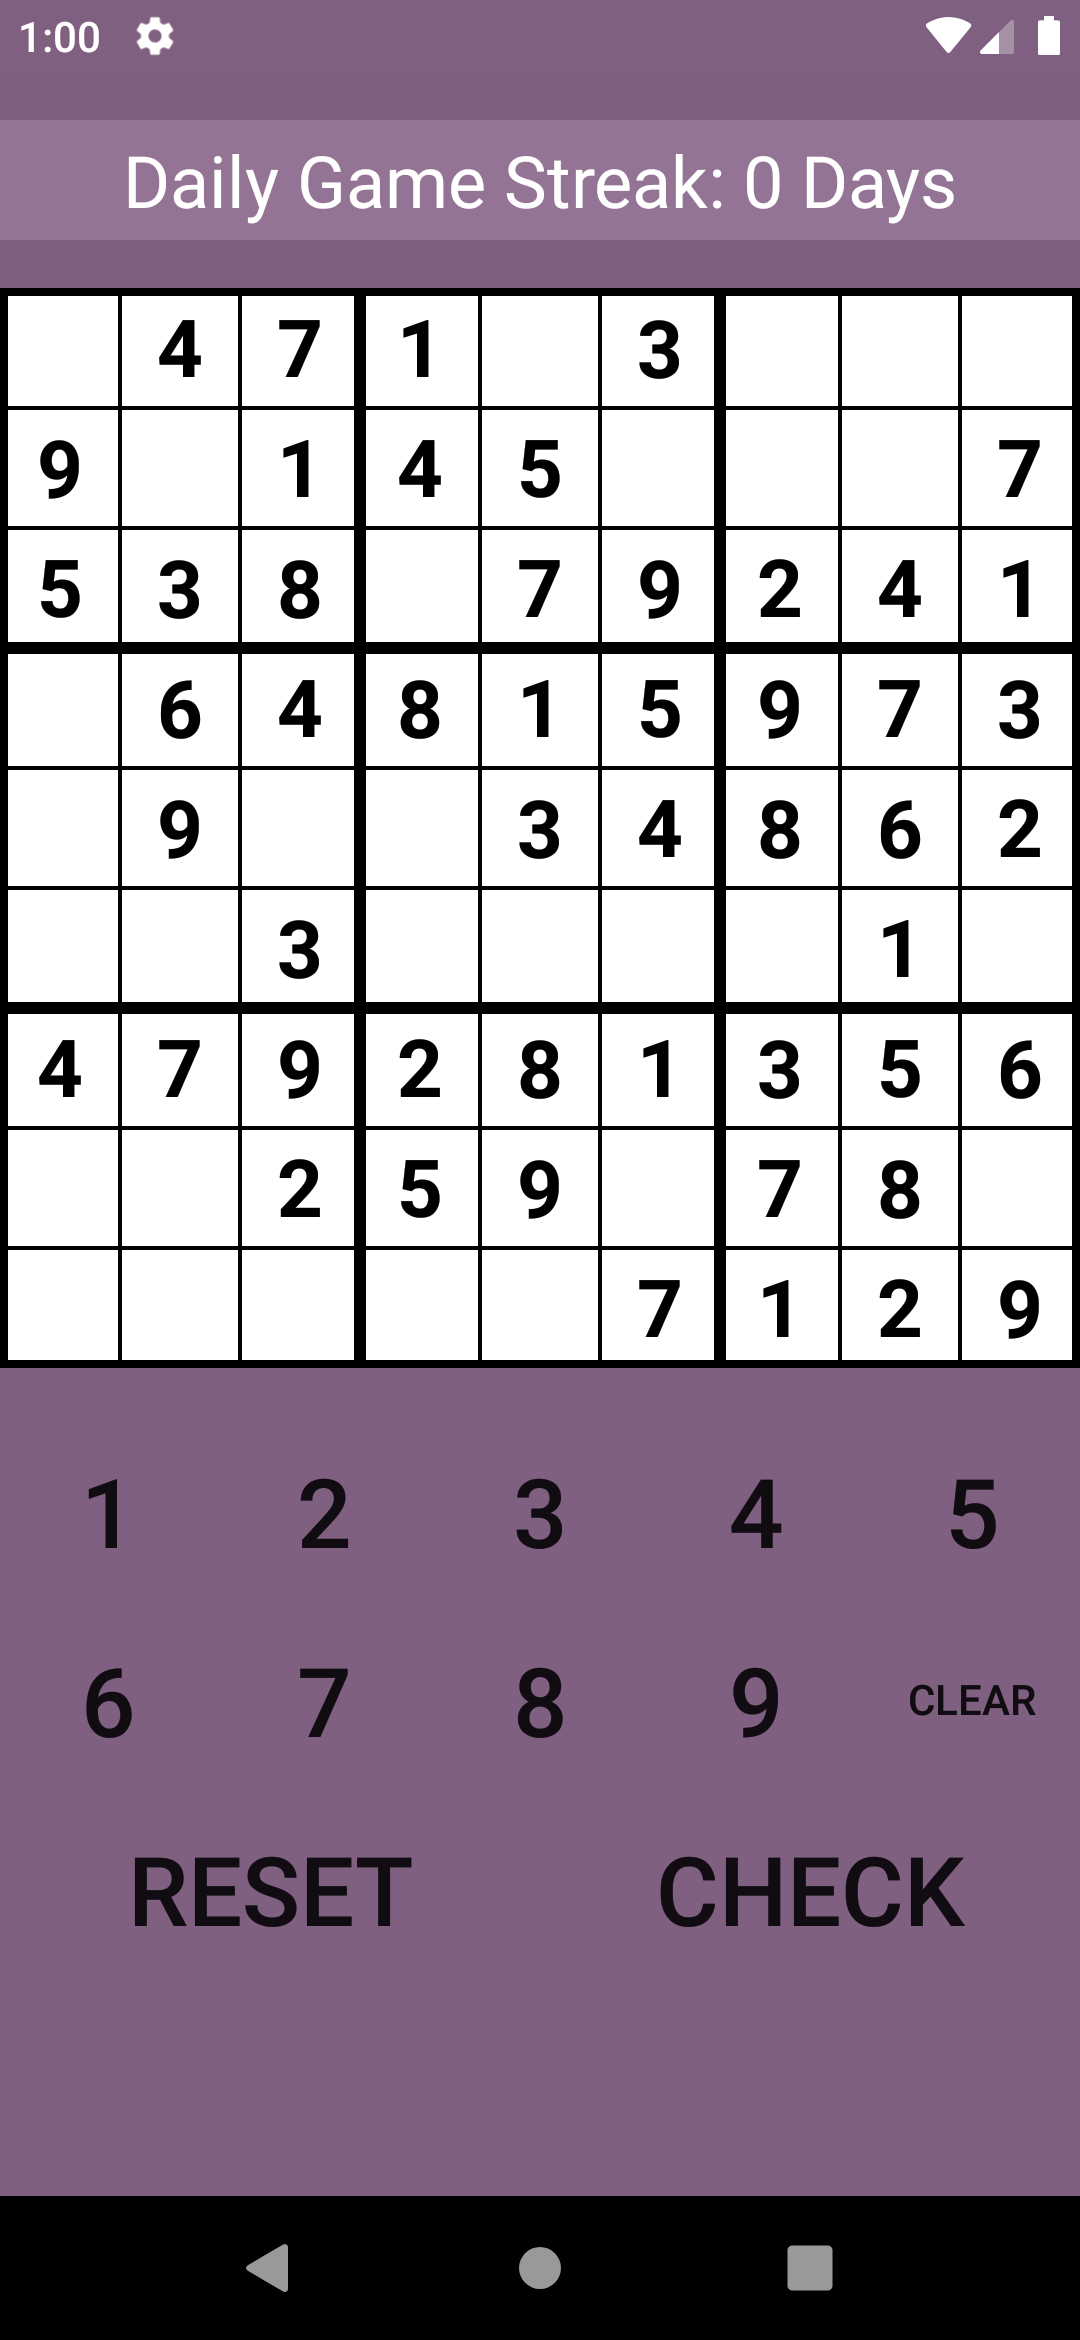 1:00
Daily Game Streak: 0 Days
4 7 1 3
9 1 4 5 7
5 3 8 7 9 2 4 1
6 4 8 1 5 9 7 3
9 3 4 8 6 2
3 1
4 7 9 2 8 1 3 5 6
2 5 9 7 8
7 1 2 9
1 2 3 4 5
6 7 8 9 CLEAR
RESET CHECK